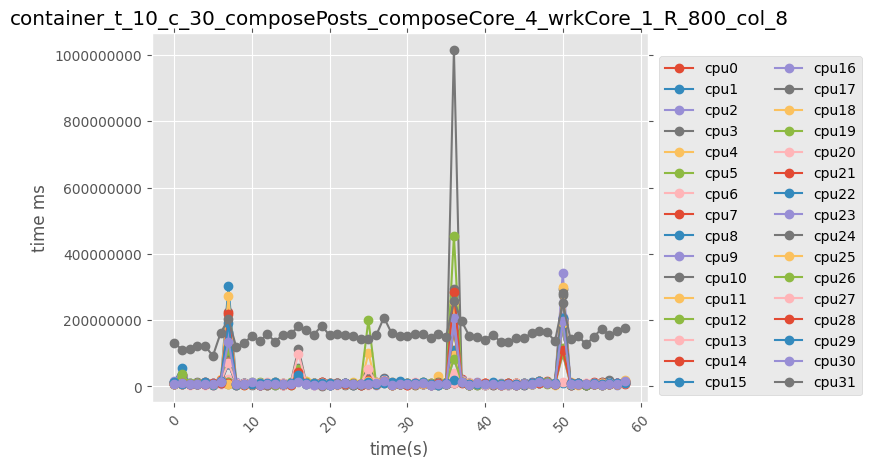 container_t_10_c_30_composePosts_composeCore_4_wrkCore_1_R_800_col_8
1000000000
800000000
600000000
400000000
200000000
0
time ms
0 10 20 30 40 50 60
time(s)
cpu0 cpu16
cpu1 cpu17
cpu2 cpu18
cpu3 cpu19
cpu4 cpu20
cpu5 cpu21
cpu6 cpu22
cpu7 cpu23
cpu8 cpu24
cpu9 cpu25
cpu10 cpu26
cpu11 cpu27
cpu12 cpu28
cpu13 cpu29
cpu14 cpu30
cpu15 cpu31